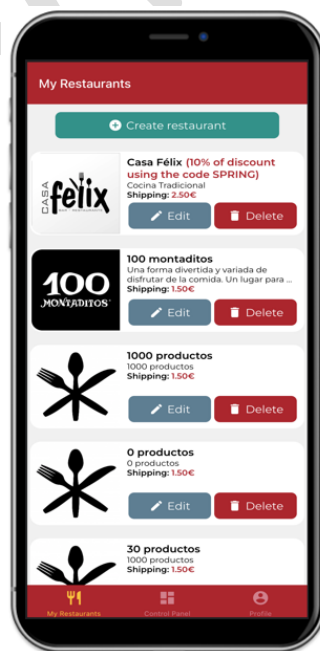 My Restaurants
Create restaurant
CASA
félix
Casa Félix (10% of discount
using the code SPRING)
Cocina Tradicional
Shipping: 2.50€
Edit
Delete
100
MONTADITOS
100 montaditos
Una forma divertida y variada de
disfrutar de la comida. Un lugar para ...
Shipping: 1.50€
Edit
Delete
1000 productos
1000 productos
Shipping: 1.50€
Edit
Delete
0 productos
0 productos
Shipping: 1.50€
Edit
Delete
30 productos
1000 productos
Shipping: 1.50€
My Restaurants
Control Panel
Profile